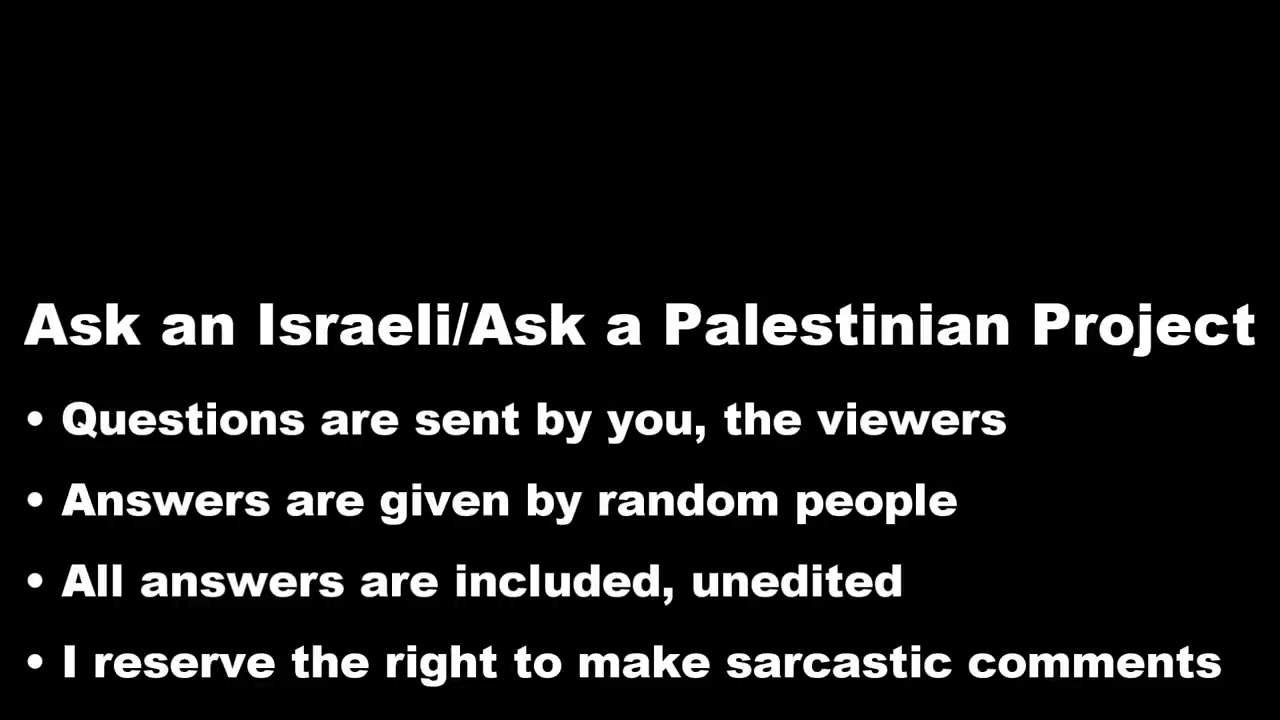 Ask an Israeli/Ask a Palestinian Project
• Questions are sent by you, the viewers
• Answers are given by random people
• All answers are included, unedited
• I reserve the right to make sarcastic comments